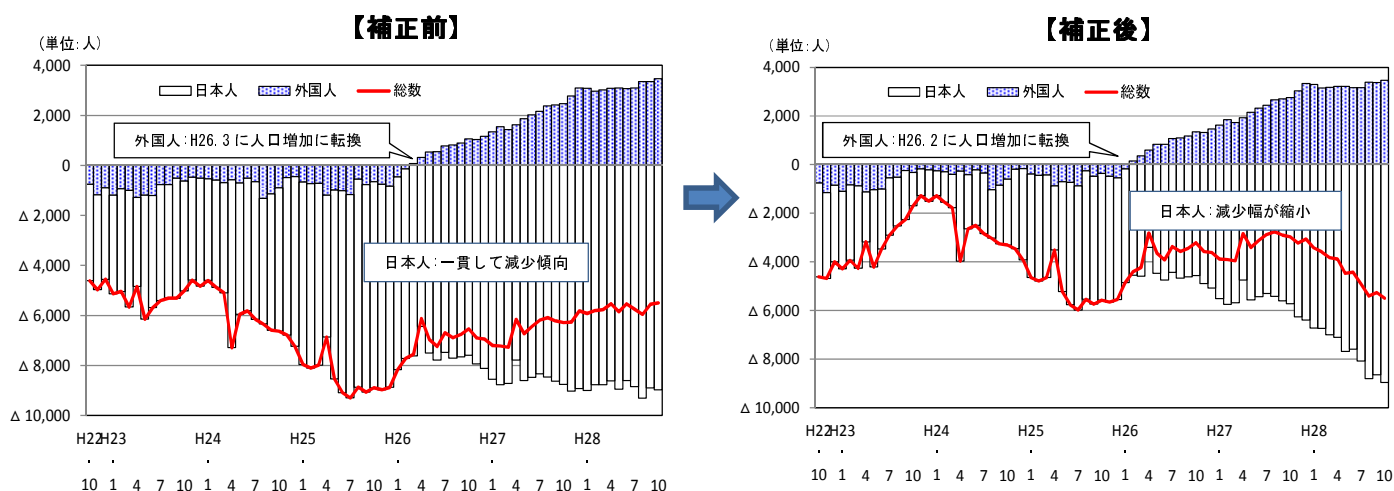 【補正前】
(単位:人)
4,000
2,000
0
Δ 2,000
Δ 4,000
Δ 6,000
Δ 8,000
Δ 10,000
日本人 外国人 総数
外国人:H26.3に人口増加に転換
日本人:一貫して減少傾向
H22 H23 H24 H25 H26 H27 H28
・ ・ ・ ・ ・ ・ ・
10 1 4 7 10 1 4 7 10 1 4 7 10 1 4 7 10 1 4 7 10 1 4 7 10
【補正後】
(単位:人)
4,000
2,000
0
Δ 2,000
Δ 4,000
Δ 6,000
Δ 8,000
Δ 10,000
日本人 外国人 総数
外国人:H26.2に人口増加に転換
日本人:減少幅が縮小
H22 H23 H24 H25 H26 H27 H28
・ ・ ・ ・ ・ ・ ・
10 1 4 7 10 1 4 7 10 1 4 7 10 1 4 7 10 1 4 7 10 1 4 7 10